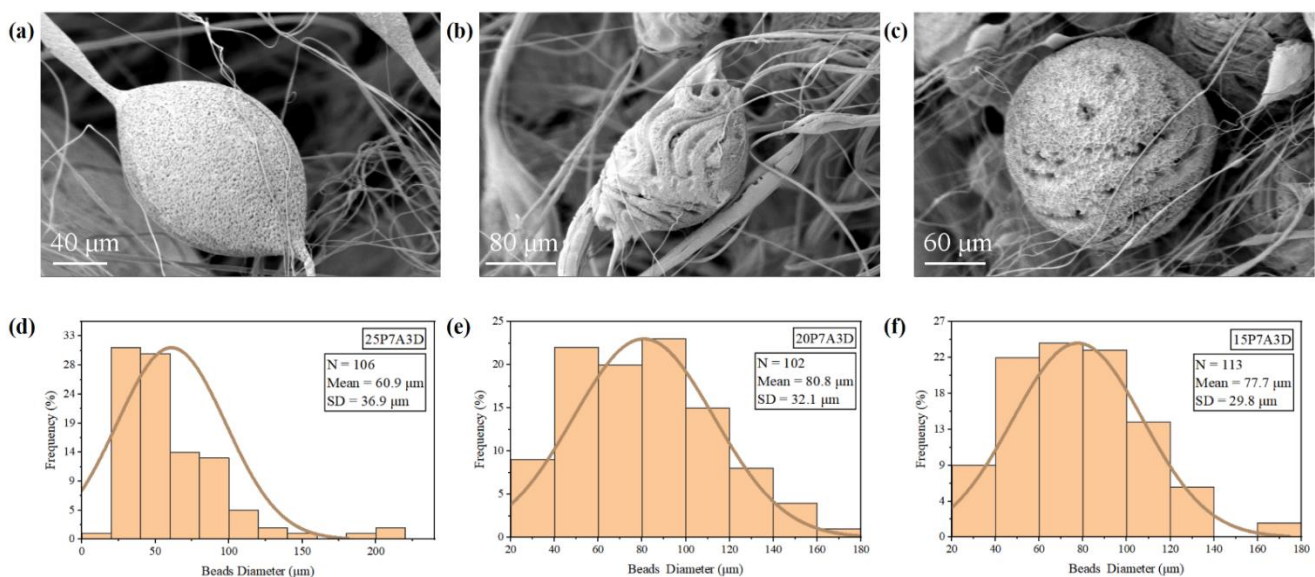 (a)
40 μm
(b)
80 μm
(c)
60 μm
(d)
25P7A3D
N = 106
Mean = 60.9 μm
SD = 36.9 μm
Frequency (%)
33
28
24
19
14
9
5
0
0
50
100
150
200
Beads Diameter (μm)
(e)
20P7A3D
N = 102
Mean = 80.8 μm
SD = 32.1 μm
Frequency (%)
25
20
15
10
5
0
20
40
60
80
100
120
140
160
180
Beads Diameter (μm)
(f)
15P7A3D
N = 113
Mean = 77.7 μm
SD = 29.8 μm
Frequency (%)
27
22
18
13
9
4
0
20
40
60
80
100
120
140
160
180
Beads Diameter (μm)